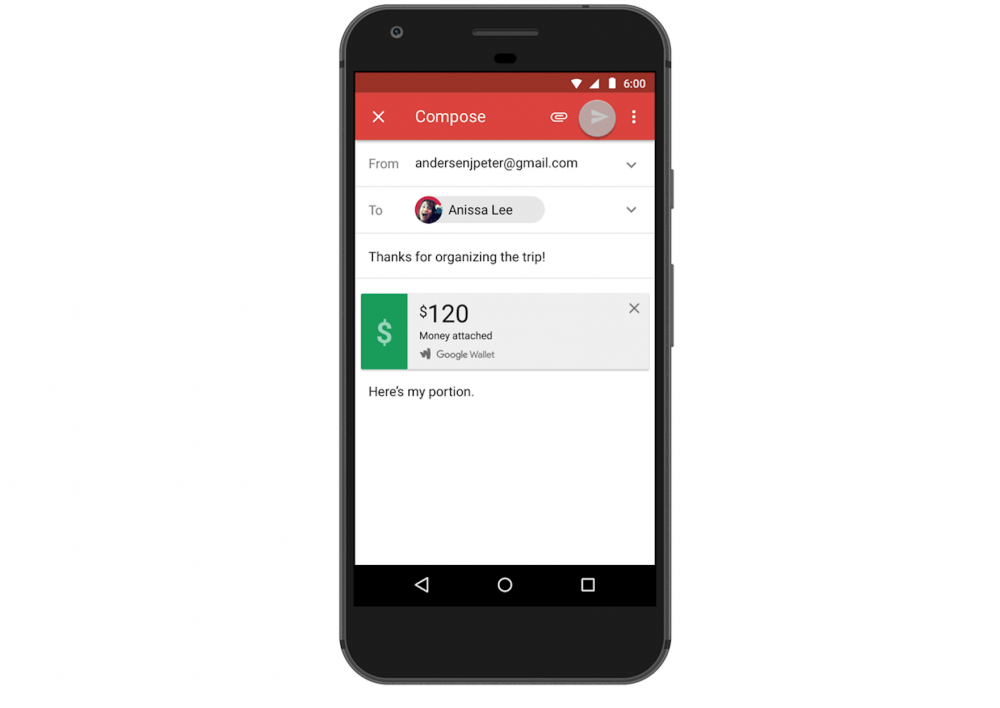 6:00
Compose
From andersenjpeter@gmail.com
To Anissa Lee
Thanks for organizing the trip!
$ $120
Money attached
Google Wallet
Here's my portion.